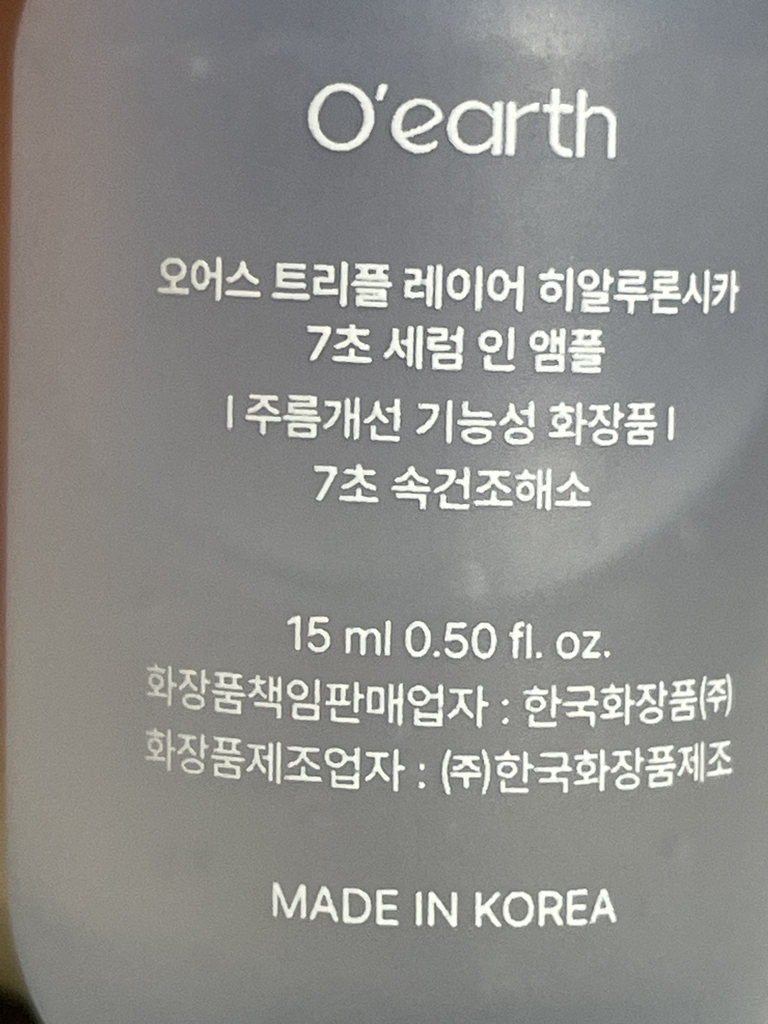 O'earth
오어스 트리플 레이어 히알루론시카
7초 세럼 인 앰플
| 주름개선 기능성 화장품 |
7초 속건조해소
15 ml 0.50 fl. oz.
화장품책임판매업자 : 한국화장품(주)
화장품제조업자 : (주)한국화장품제조
MADE IN KOREA